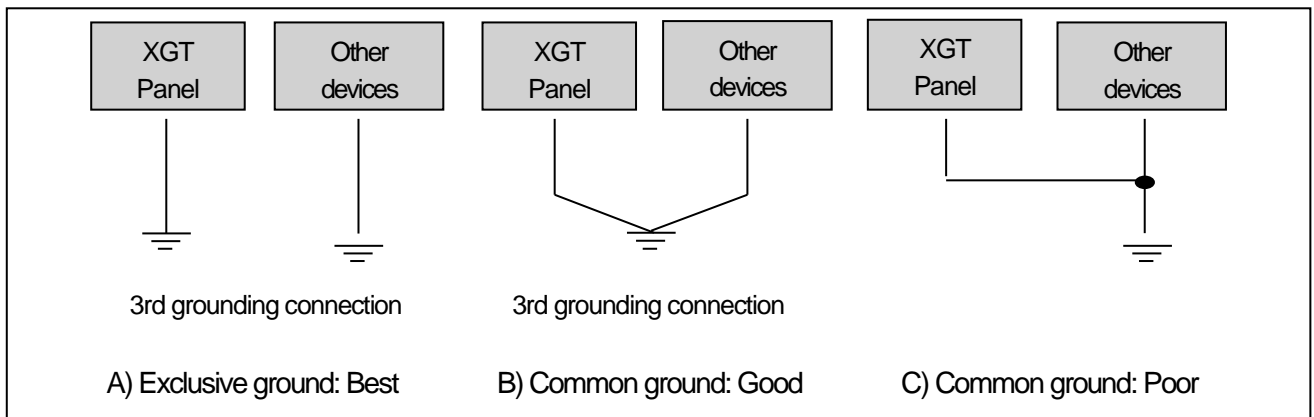 XGT
Panel
Other
devices
XGT
Panel
Other
devices
XGT
Panel
Other
devices
3rd grounding connection
3rd grounding connection
A) Exclusive ground: Best
B) Common ground: Good
C) Common ground: Poor